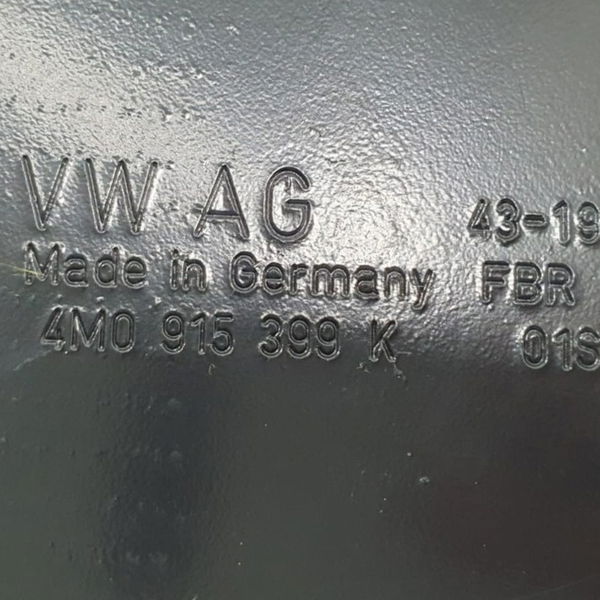 VW AG 43-19
Made in Germany FBR
4M0 915 399 K 01S